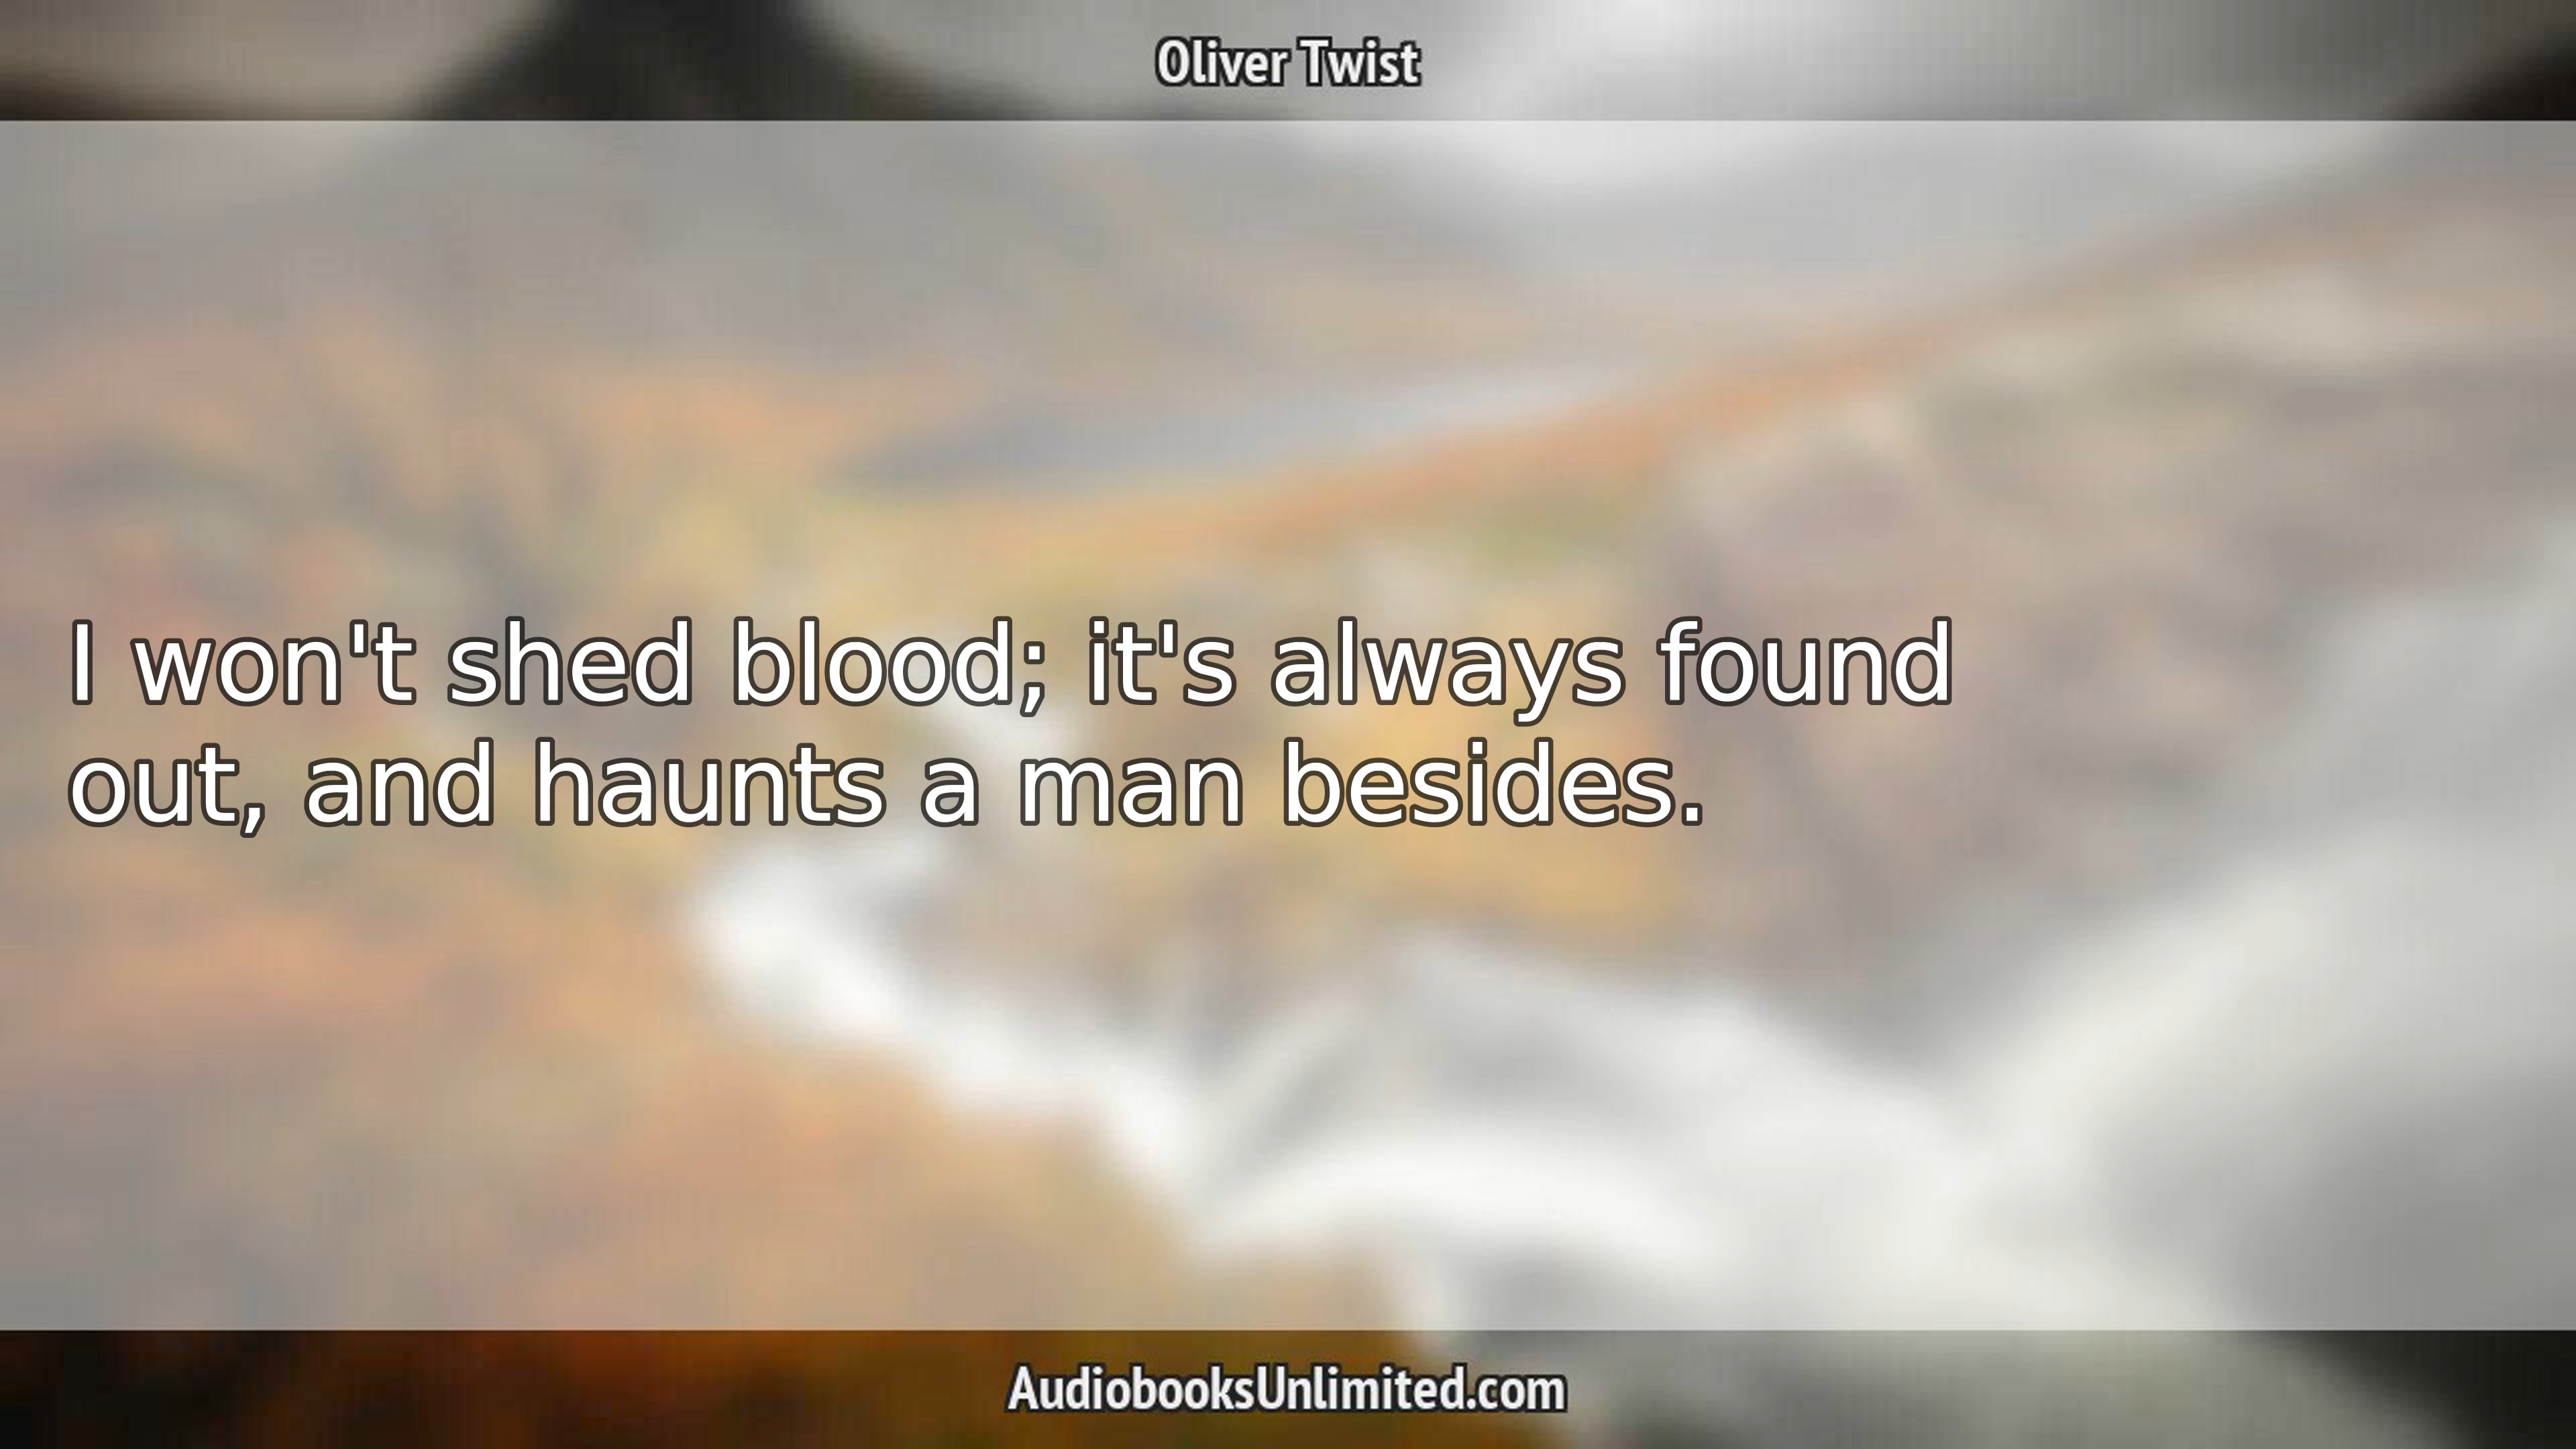 Oliver Twist
I won't shed blood; it's always found
out, and haunts a man besides.
AudiobooksUnlimited.com